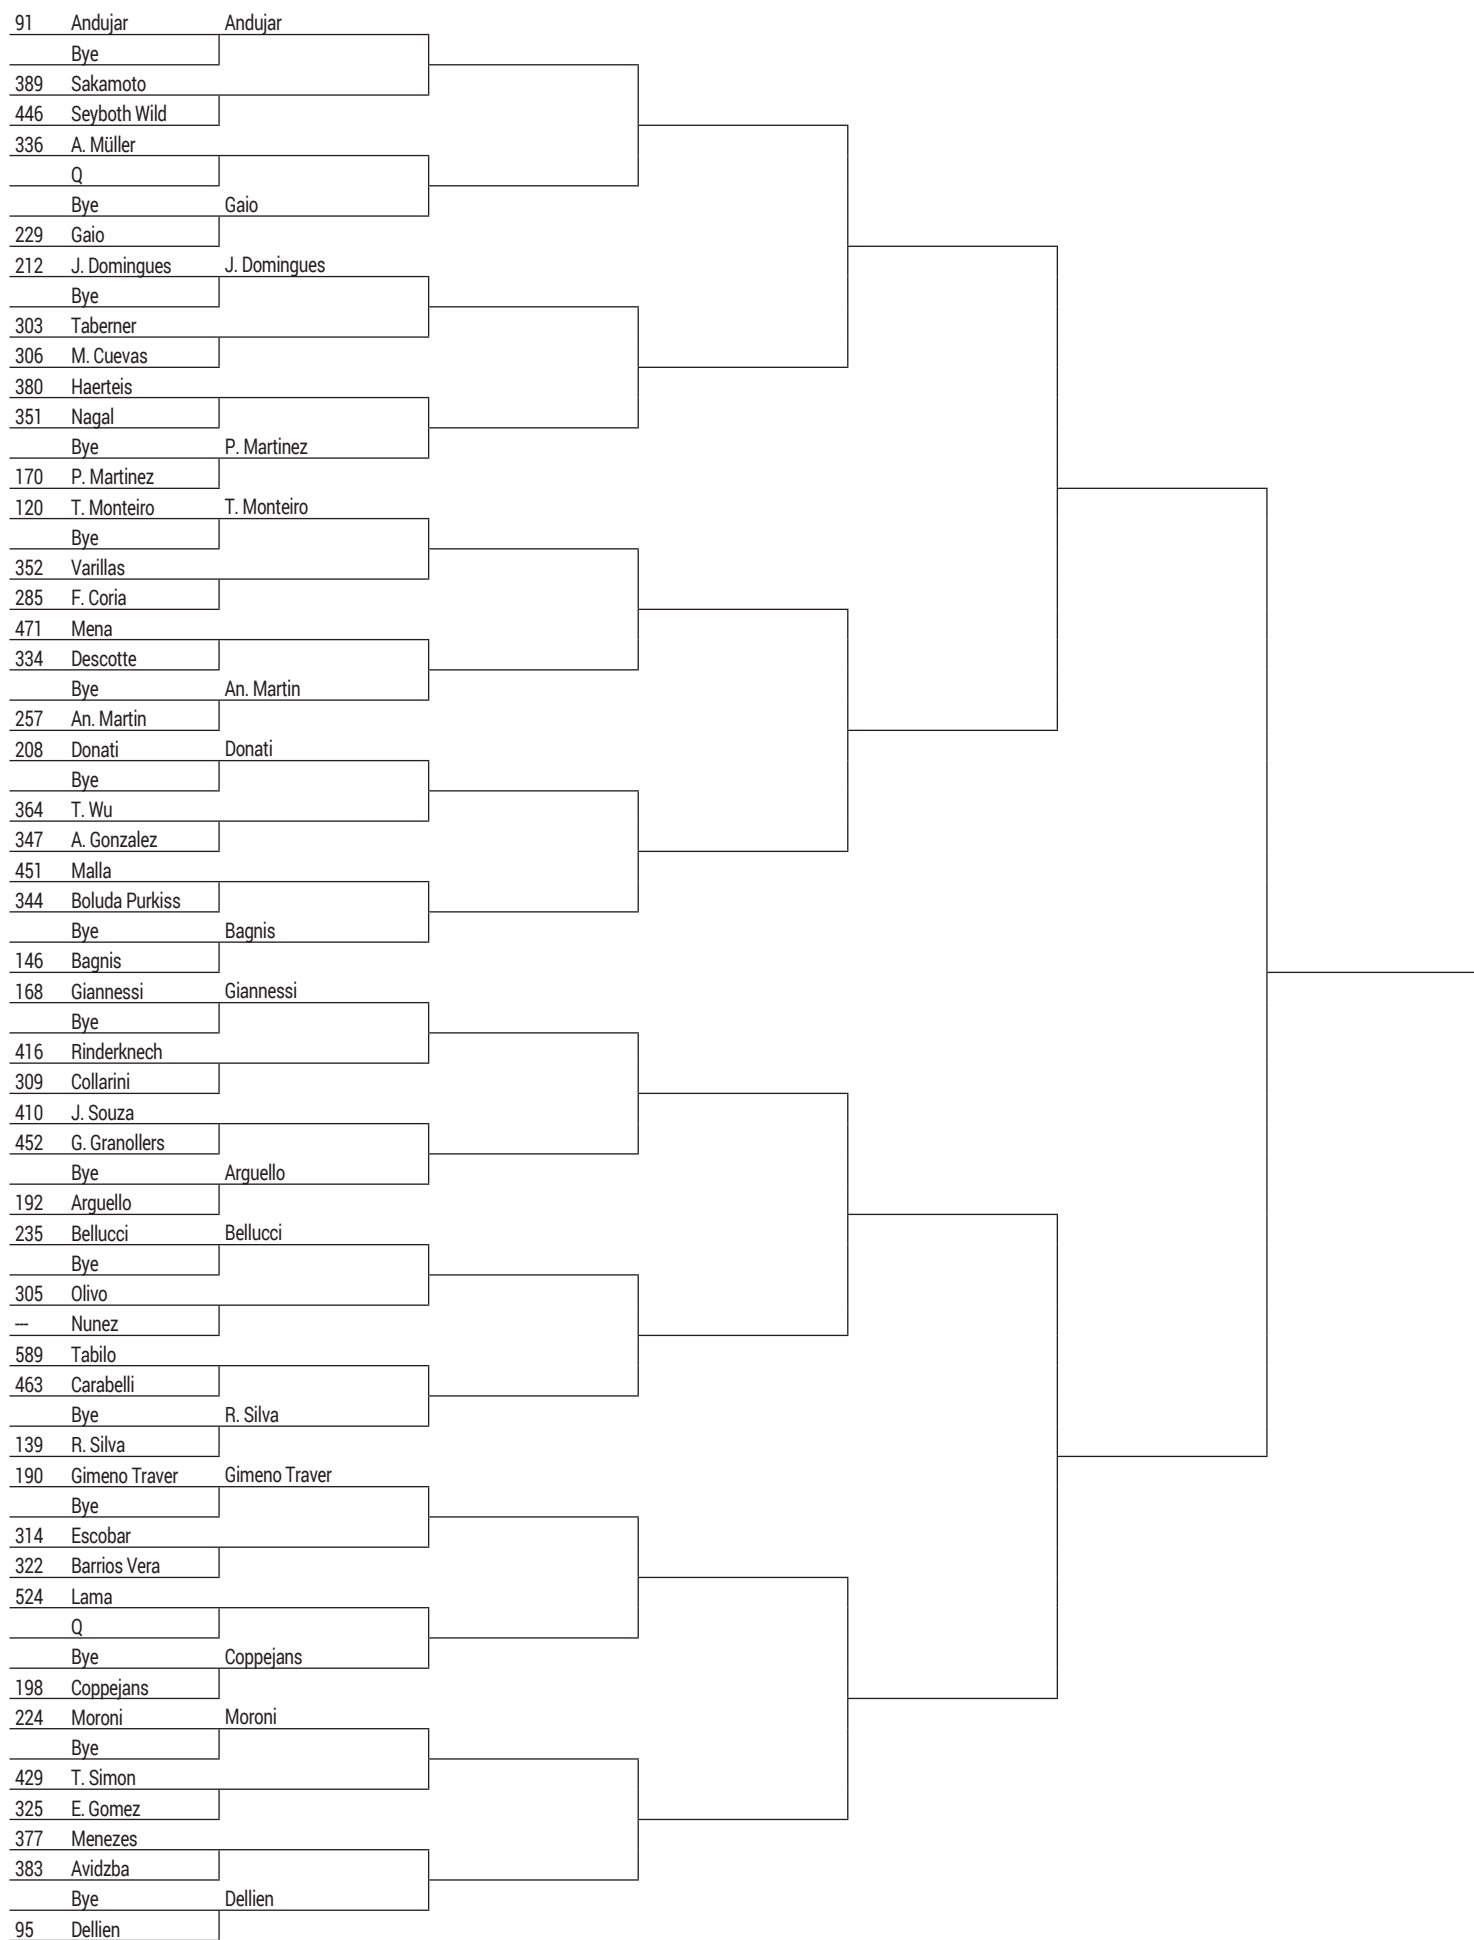 91 Andujar Andujar
Bye
389 Sakamoto
446 Seyboth Wild
336 A. Müller
Q
Bye Gaio
229 Gaio
212 J. Domingues J. Domingues
Bye
303 Taberner
306 M. Cuevas
380 Haerteis
351 Nagal
Bye P. Martinez
170 P. Martinez
120 T. Monteiro T. Monteiro
Bye
352 Varillas
285 F. Coria
471 Mena
334 Descotte
Bye An. Martin
257 An. Martin
208 Donati Donati
Bye
364 T. Wu
347 A. Gonzalez
451 Malla
344 Boluda Purkiss
Bye Bagnis
146 Bagnis
168 Giannessi Giannessi
Bye
416 Rinderknech
309 Collarini
410 J. Souza
452 G. Granollers
Bye Arguello
192 Arguello
235 Bellucci Bellucci
Bye
305 Olivo
--- Nunez
589 Tabilo
463 Carabelli
Bye R. Silva
139 R. Silva
190 Gimeno Traver Gimeno Traver
Bye
314 Escobar
322 Barrios Vera
524 Lama
Q
Bye Coppejans
198 Coppejans
224 Moroni Moroni
Bye
429 T. Simon
325 E. Gomez
377 Menezes
383 Avidzba
Bye Dellien
95 Dellien